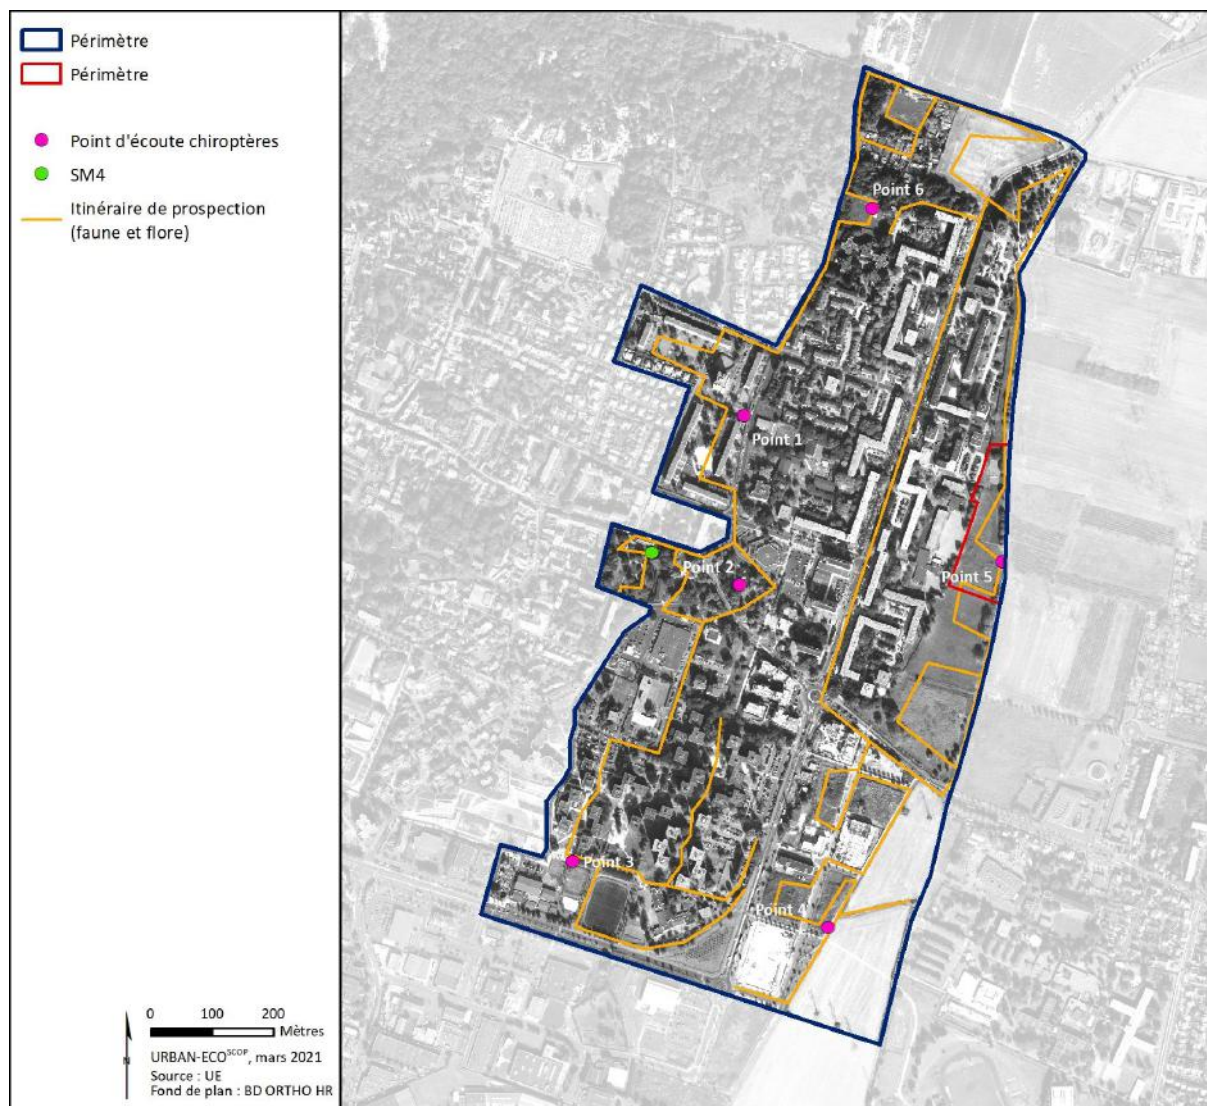 Périmètre
Périmètre
Point d'écoute chiroptères
SM4
Itinéraire de prospection
(faune et flore)
Point 6
Point 1
Point 2
Point 5
Point 3
Point 4
0 100 200
Mètres
N
URBAN-ECO SCOP, mars 2021
Source : UE
Fond de plan : BD ORTHO HR